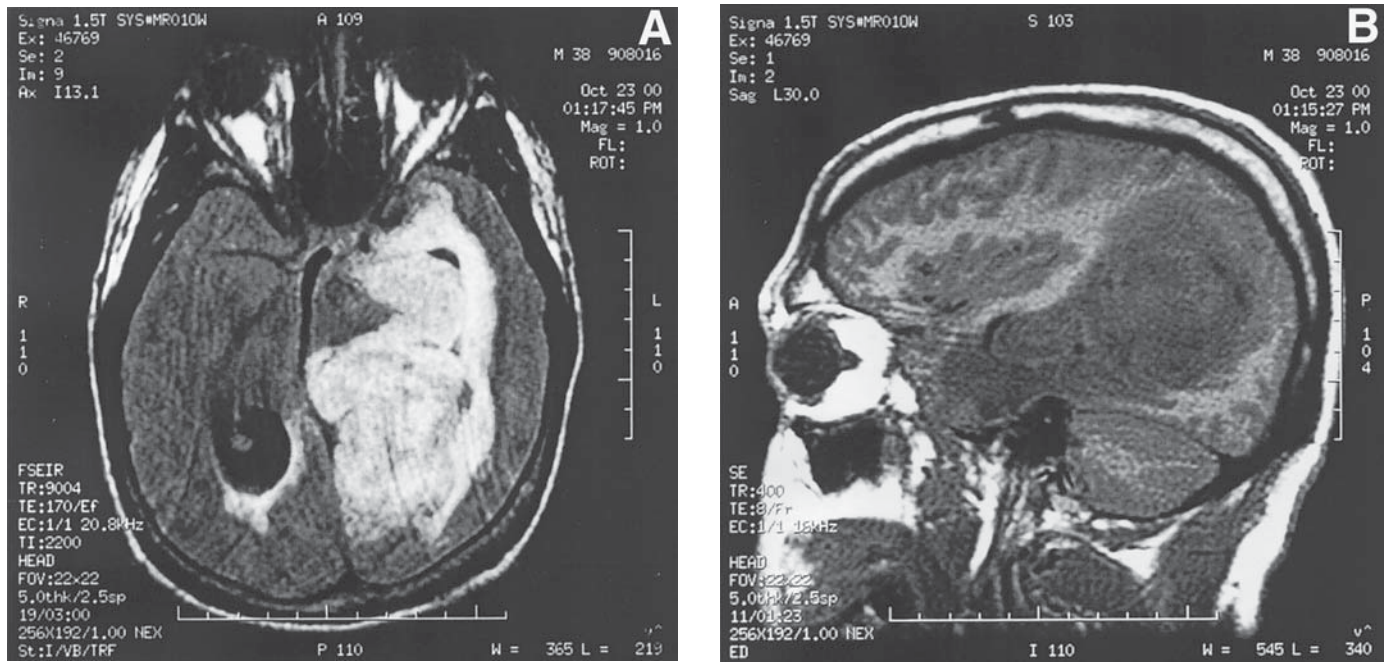 Signa 1.5T SYS#MR01OW
Ex: 46769
Se: 2
Im: 9
Ax I13.1
A 109
A
M 38 908016
Oct 23 00
01:17:45 PM
Mag = 1.0
FL:
ROT:
R
1
1
0
L
1
1
0
FSEIR
TR:9004
TE:170/Ef
EC:1/1 20.8kHz
TI:2200
HEAD
FOV:22x22
5.0thk/2.5sp
19/03:00
256X192/1.00 NEX
St:I/VB/TRF
P 110
v^
W = 365 L = 219
Signa 1.5T SYS#MR01OW
Ex: 46769
Se: 1
Im: 2
Sag L30.0
S 103
B
M 38 908016
Oct 23 00
01:15:27 PM
Mag = 1.0
FL:
ROT:
A
1
1
0
P
1
0
4
SE
TR:400
TE:8/Fr
EC:1/1 16kHz
HEAD
FOV:22x22
5.0thk/2.5sp
11/01:23
256X192/1.00 NEX
ED
I 110
v^
W = 545 L = 340